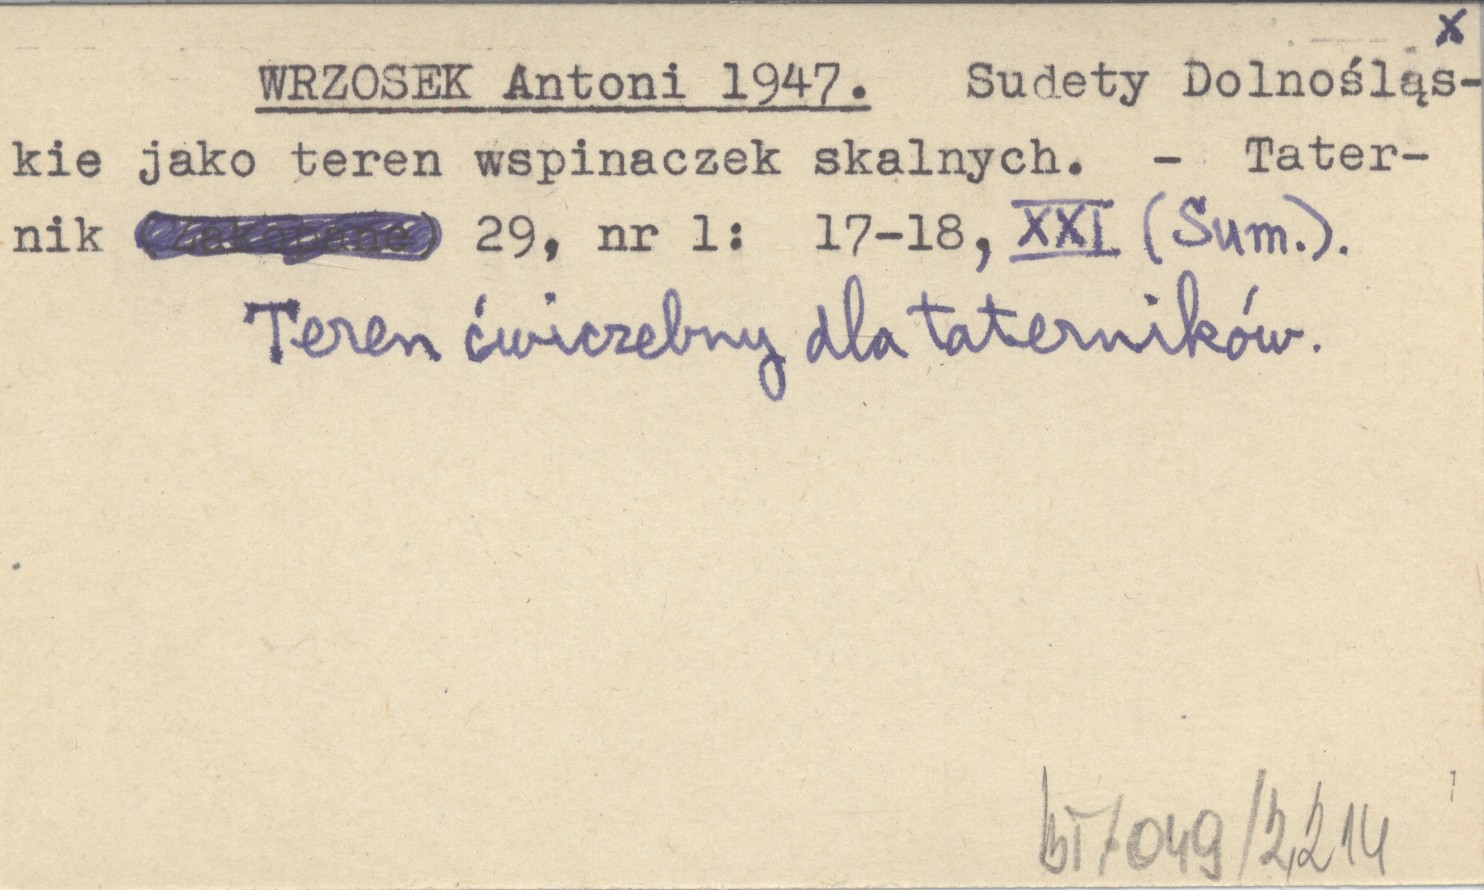 x
WRZOSEK Antoni 1947. Sudety Dolnośląs-
kie jako teren wspinaczek skalnych. - Tater-
nik (Zakopane) 29, nr 1: 17-18, XXI (Sum.).
Teren ćwiczebny dla taterników.
BT/049/2,214